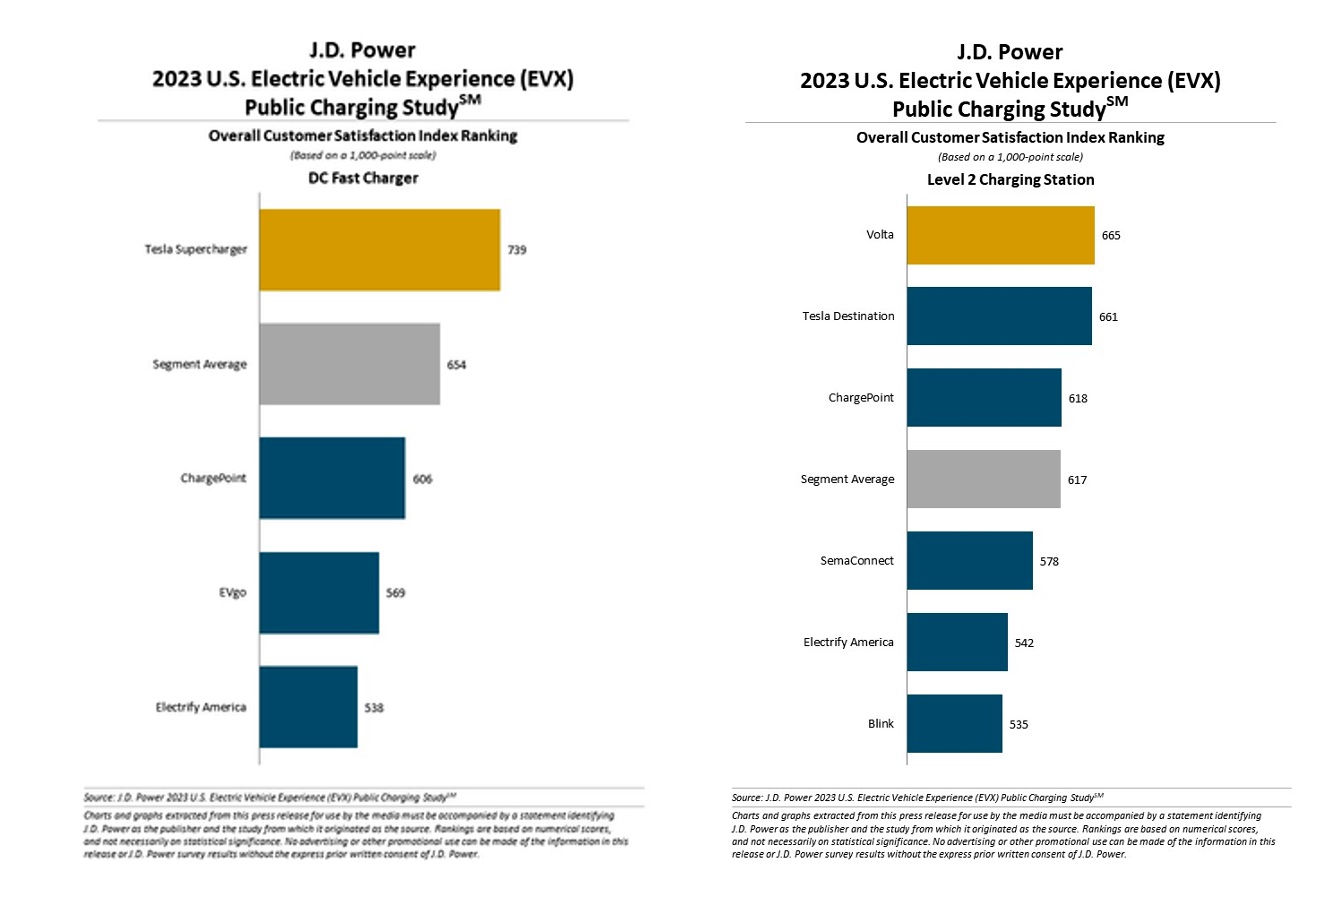 J.D. Power
2023 U.S. Electric Vehicle Experience (EVX)
Public Charging StudySM
Overall Customer Satisfaction Index Ranking
(Based on a 1,000-point scale)
DC Fast Charger
Tesla Supercharger 739
Segment Average 654
ChargePoint 606
EVgo 569
Electrify America 538
Source: J.D. Power 2023 U.S. Electric Vehicle Experience (EVX) Public Charging StudySM
Charts and graphs extracted from this press release for use by the media must be accompanied by a statement identifying
J.D. Power as the publisher and the study from which it originated as the source. Rankings are based on numerical scores,
and not necessarily on statistical significance. No advertising or other promotional use can be made of the information in this
release or J.D. Power survey results without the express prior written consent of J.D. Power.
J.D. Power
2023 U.S. Electric Vehicle Experience (EVX)
Public Charging StudySM
Overall Customer Satisfaction Index Ranking
(Based on a 1,000-point scale)
Level 2 Charging Station
Volta 665
Tesla Destination 661
ChargePoint 618
Segment Average 617
SemaConnect 578
Electrify America 542
Blink 535
Source: J.D. Power 2023 U.S. Electric Vehicle Experience (EVX) Public Charging StudySM
Charts and graphs extracted from this press release for use by the media must be accompanied by a statement identifying
J.D. Power as the publisher and the study from which it originated as the source. Rankings are based on numerical scores,
and not necessarily on statistical significance. No advertising or other promotional use can be made of the information in this
release or J.D. Power survey results without the express prior written consent of J.D. Power.